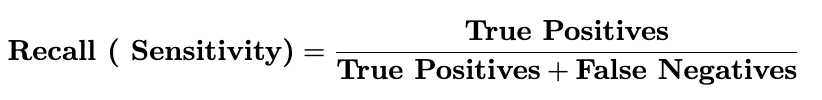 Recall ( Sensitivity) = True Positives / True Positives + False Negatives